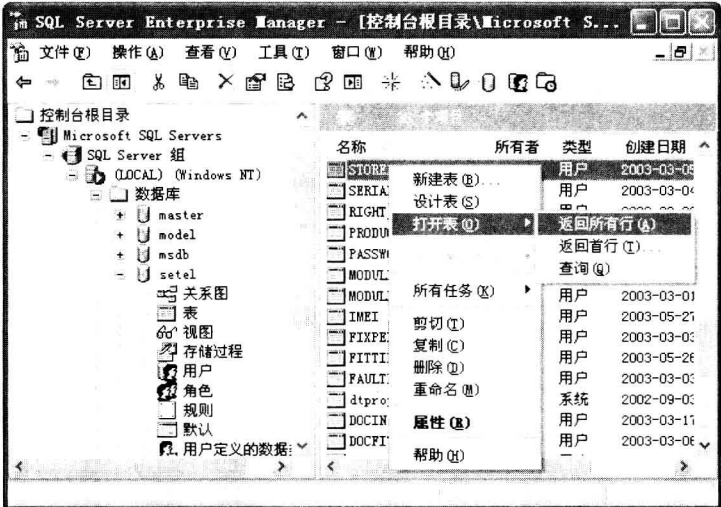 SQL Server Enterprise Manager - [控制台根目录\Microsoft S...
文件(F) 操作(A) 查看(V) 工具(T) 窗口(W) 帮助(H)
控制台根目录
Microsoft SQL Servers
SQL Server 组
(LOCAL) (Windows NT)
数据库
master
model
msdb
setel
关系图
表
视图
存储过程
用户
角色
规则
默认
用户定义的数据
名称 所有者 类型 创建日期
STORE 用户 2003-03-05
SERIA 用户 2003-03-04
RIGHT
PRODU
PASSW
MODUL
MODUL 用户 2003-03-01
IMEI 用户 2003-05-27
FIXPE 用户 2003-03-03
FITTI 用户 2003-05-26
FAULT 用户 2003-03-03
dtpro 系统 2002-09-03
DOCIN 用户 2003-03-17
DOCFI 用户 2003-03-06
新建表(B)...
设计表(S)
打开表(O)
所有任务(K)
剪切(T)
复制(C)
删除(D)
重命名(M)
属性(R)
帮助(H)
返回所有行(A)
返回首行(T)...
查询(Q)